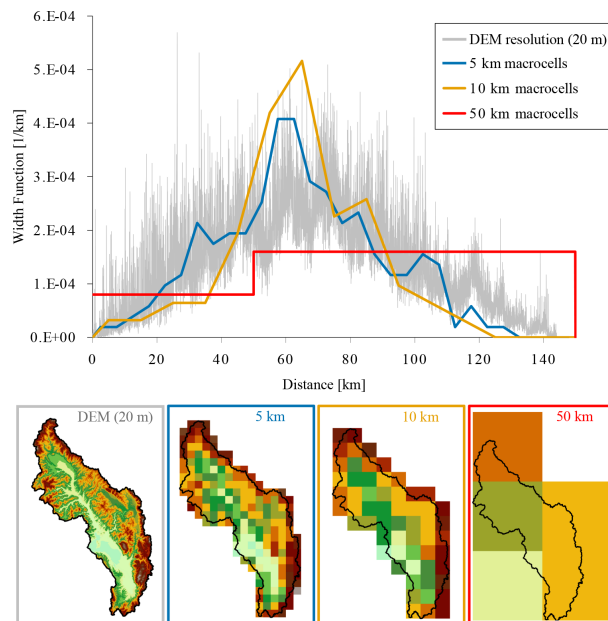 6.E-04
5.E-04
4.E-04
3.E-04
2.E-04
1.E-04
0.E+00
Width Function [1/km]
DEM resolution (20 m)
5 km macrocells
10 km macrocells
50 km macrocells
0 20 40 60 80 100 120 140
Distance [km]
DEM (20 m)
5 km
10 km
50 km